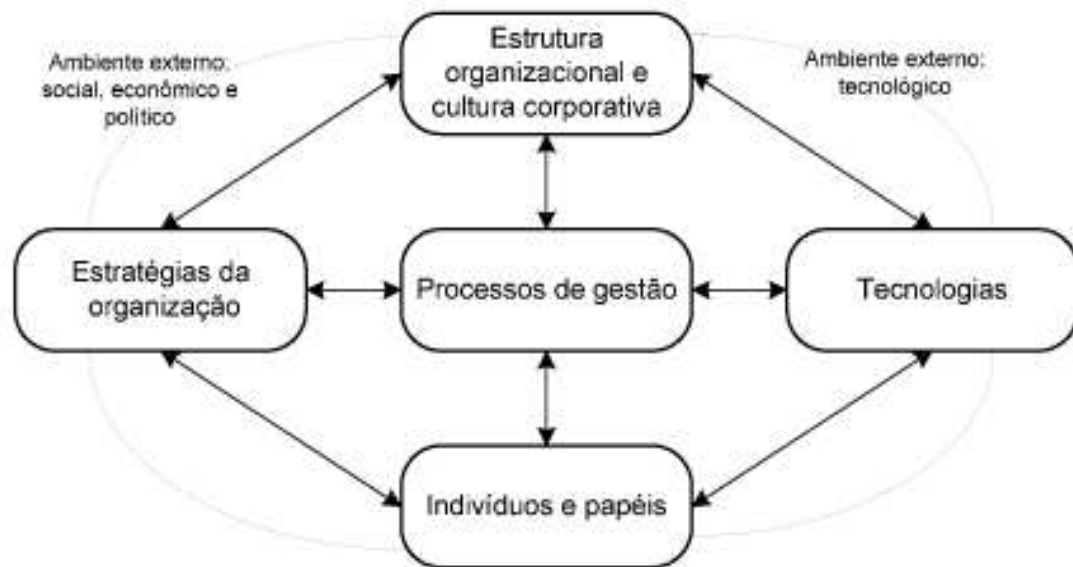 Ambiente externo:
social, econômico e
político
Estrutura
organizacional e
cultura corporativa
Ambiente externo:
tecnológico
Estratégias da
organização
Processos de gestão
Tecnologias
Indivíduos e papéis